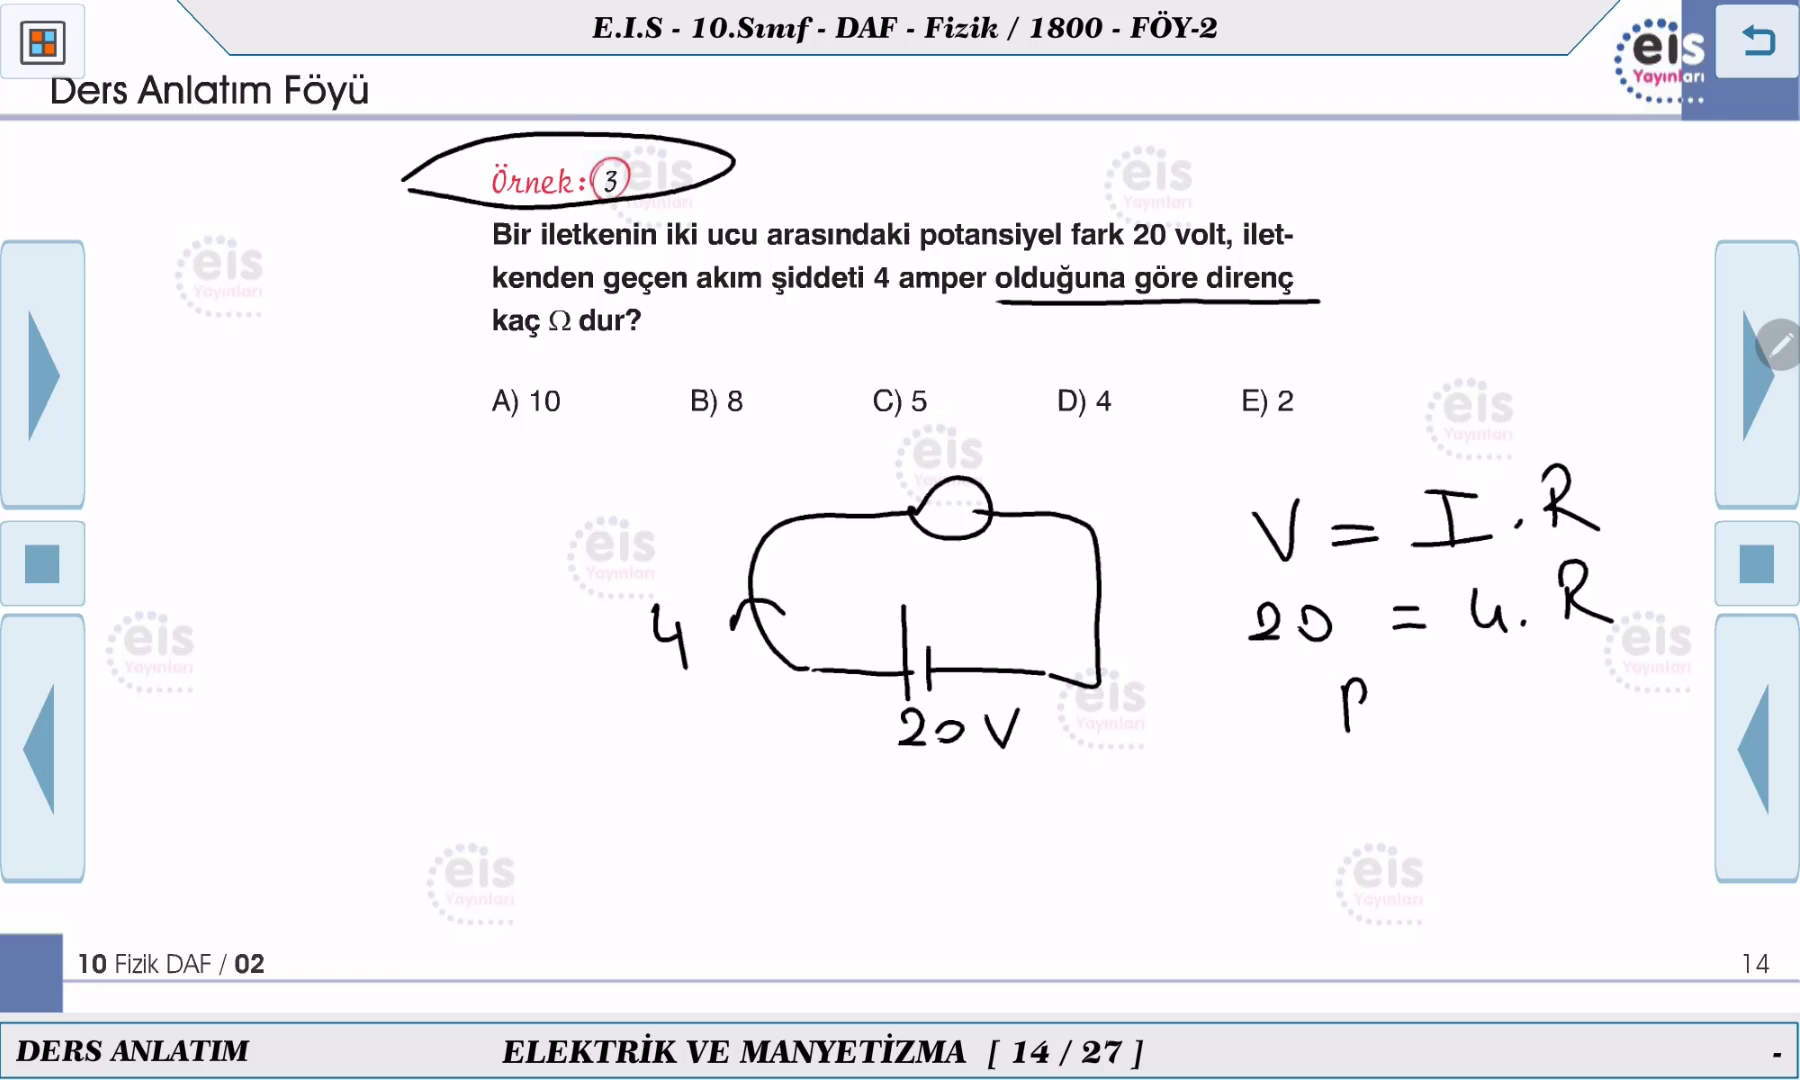 E.I.S - 10.Sınıf - DAF - Fizik / 1800 - FÖY-2
eis
Yayınları
Ders Anlatım Föyü
Örnek: 3
Bir iletkenin iki ucu arasındaki potansiyel fark 20 volt, ilet-
kenden geçen akım şiddeti 4 amper olduğuna göre direnç
kaç Ω dur?
A) 10 B) 8 C) 5 D) 4 E) 2
V = I . R
20 = 4 . R
4
20 V
10 Fizik DAF / 02
14
DERS ANLATIM
ELEKTRİK VE MANYETİZMA [ 14 / 27 ]
-